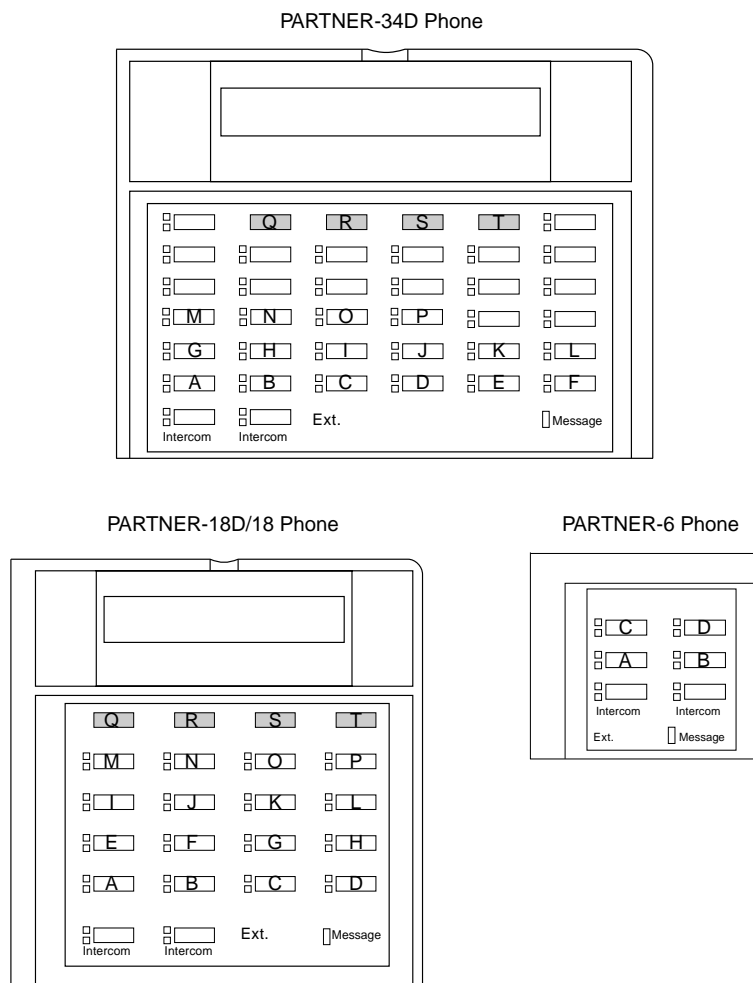 PARTNER-34D Phone
Q R S T
M N O P
G H I J K L
A B C D E F
Ext. Message
Intercom Intercom
PARTNER-18D/18 Phone
Q R S T
M N O P
I J K L
E F G H
A B C D
Ext. Message
Intercom Intercom
PARTNER-6 Phone
C D
A B
Intercom Intercom
Ext. Message